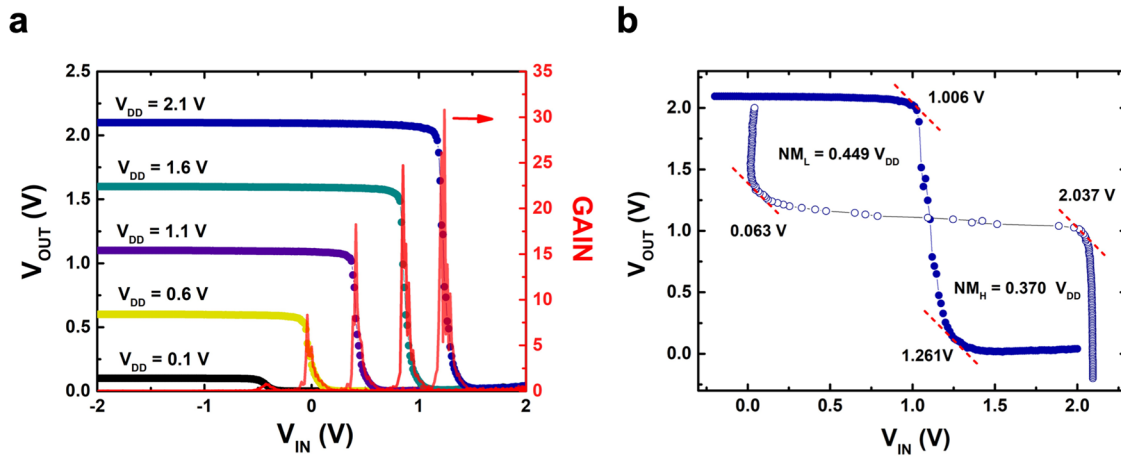 a
b
2.5
2.0
1.5
1.0
0.5
0.0
V_OUT (V)
V_DD = 2.1 V
V_DD = 1.6 V
V_DD = 1.1 V
V_DD = 0.6 V
V_DD = 0.1 V
35
30
25
20
15
10
5
0
GAIN
-2
-1
0
1
2
V_IN (V)
2.0
1.5
1.0
0.5
0.0
V_OUT (V)
1.006 V
NM_L = 0.449 V_DD
2.037 V
0.063 V
NM_H = 0.370 V_DD
1.261V
0.0
0.5
1.0
1.5
2.0
V_IN (V)